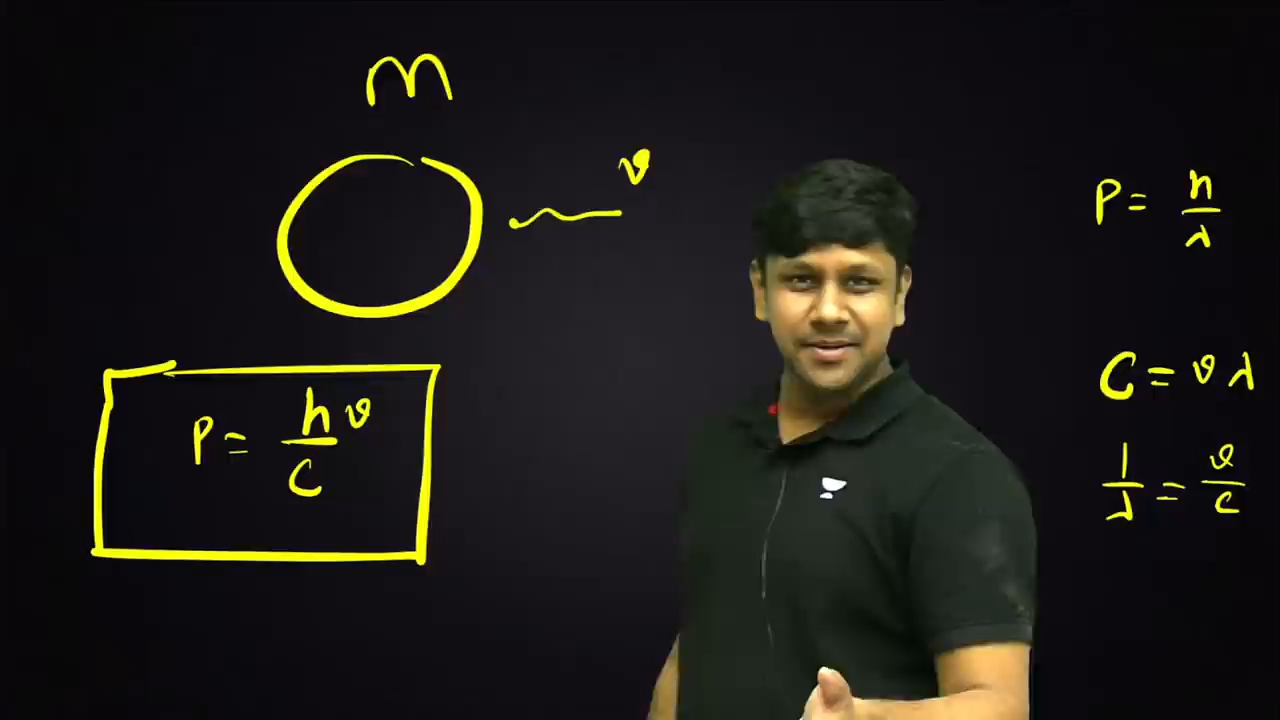 M
ν
P = h/λ
C = νλ
P = hν/C
1/λ = ν/c